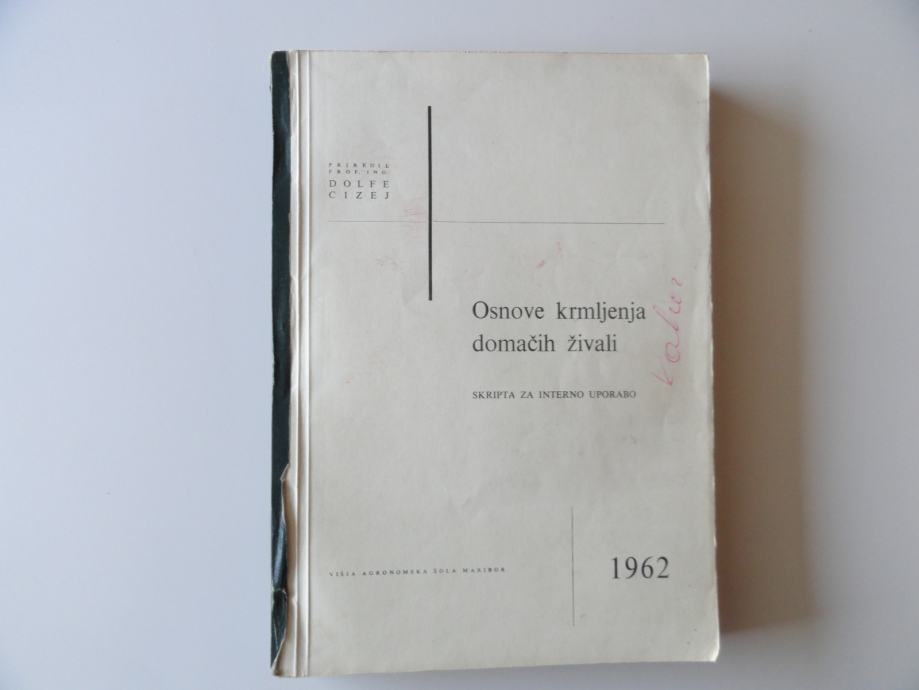 PRIREDIL
PROF. ING.
DOLFE
CIZEJ
Osnove krmljenja
domačih živali
SKRIPTA ZA INTERNO UPORABO
VIŠJA AGRONOMSKA ŠOLA MARIBOR
1962